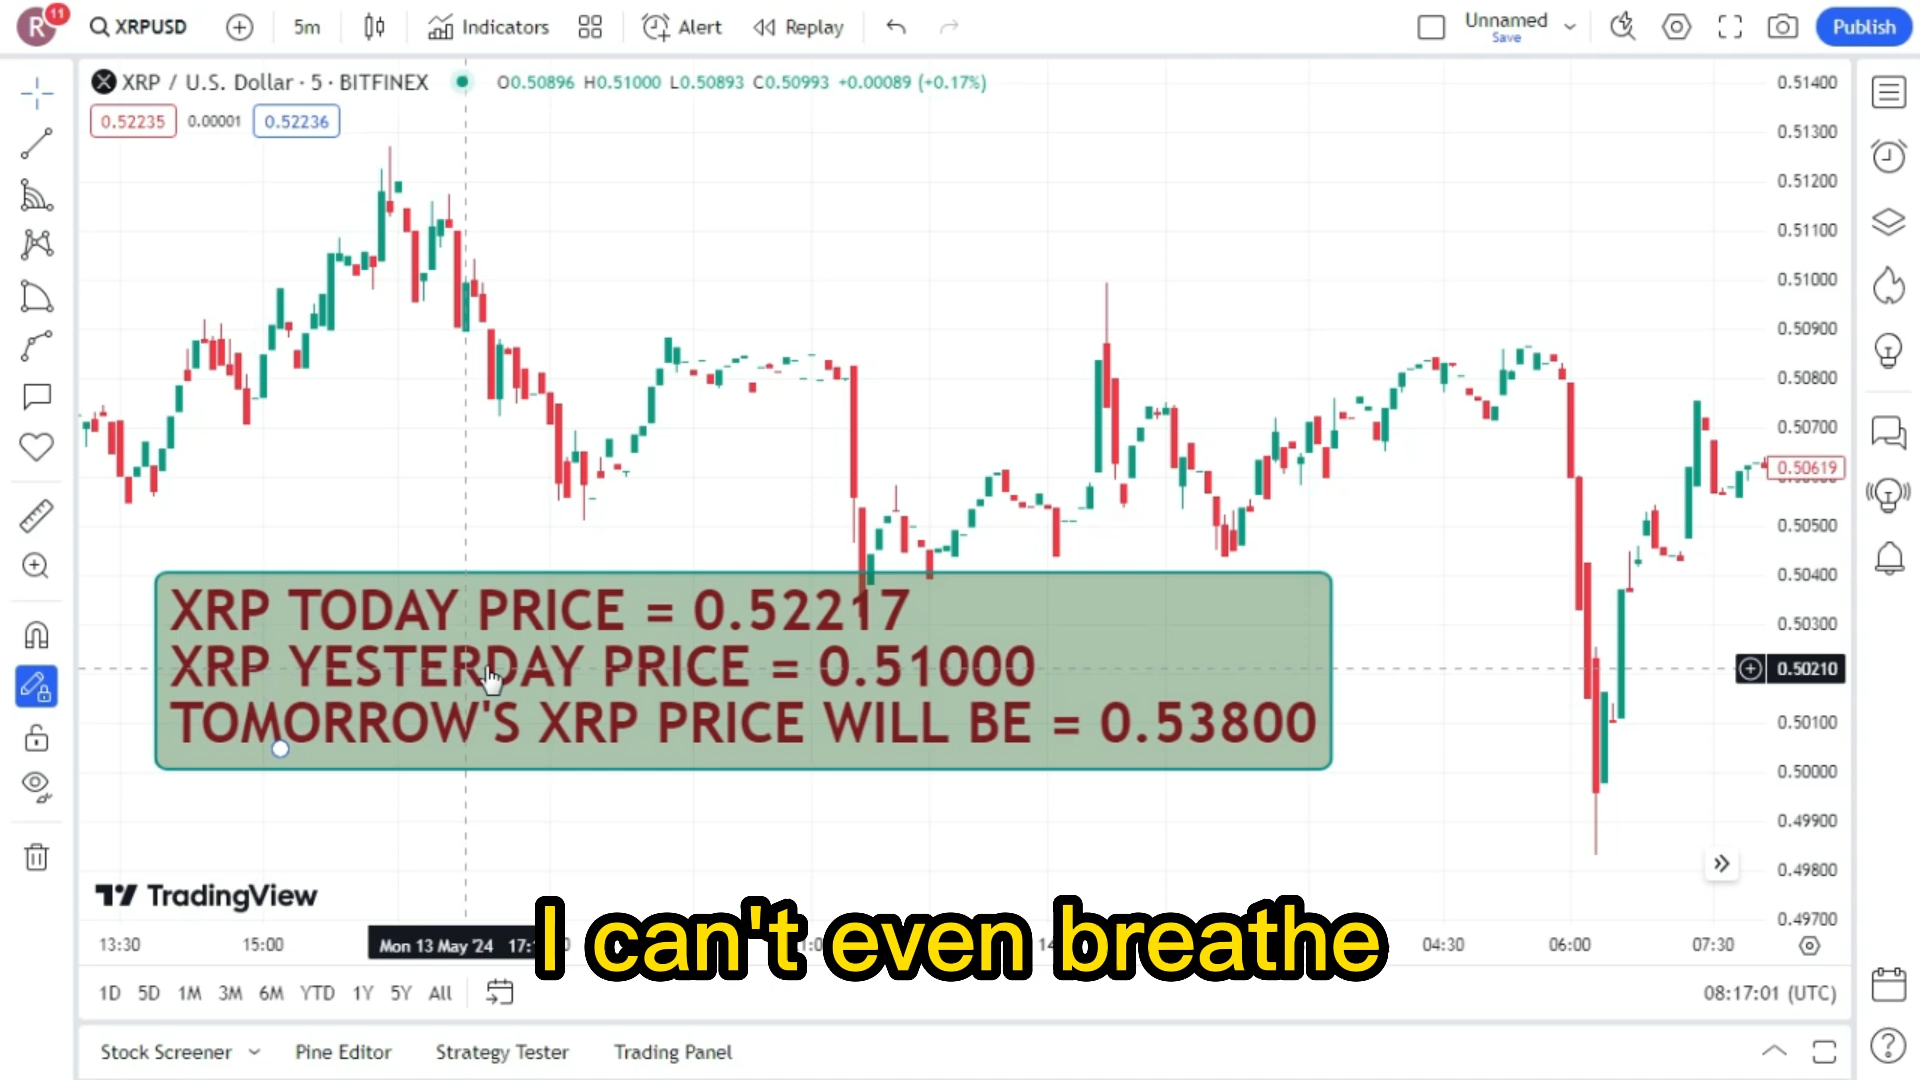 R 11 XRPUSD 5m Indicators Alert Replay Unnamed Save Publish
XRP / U.S. Dollar · 5 · BITFINEX O0.50896 H0.51000 L0.50893 C0.50993 +0.00089 (+0.17%)
0.52235 0.00001 0.52236
0.51400
0.51300
0.51200
0.51100
0.51000
0.50900
0.50800
0.50700
0.50619
0.50500
0.50400
0.50300
0.50210
0.50100
0.50000
0.49900
0.49800
0.49700
XRP TODAY PRICE = 0.52217
XRP YESTERDAY PRICE = 0.51000
TOMORROW'S XRP PRICE WILL BE = 0.53800
TradingView
I can't even breathe
13:30 15:00 Mon 13 May '24 04:30 06:00 07:30
1D 5D 1M 3M 6M YTD 1Y 5Y All 08:17:01 (UTC)
Stock Screener Pine Editor Strategy Tester Trading Panel